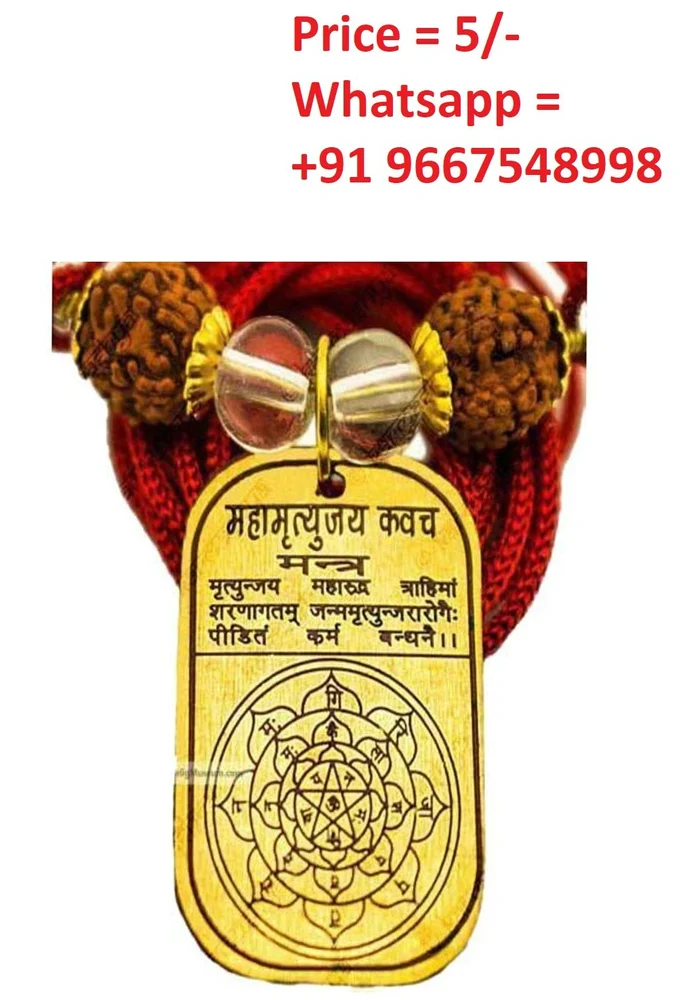 Price = 5/-
Whatsapp =
+91 9667548998
महामृत्युजय कवच
मन्त्र
मृत्युन्जय महारुद्र त्राहिमां
शरणागतम् जन्ममृत्युन्जरारोगैः
पीडितं कर्म बन्धनै।।
गि
मृ
रि
जा
ॐ